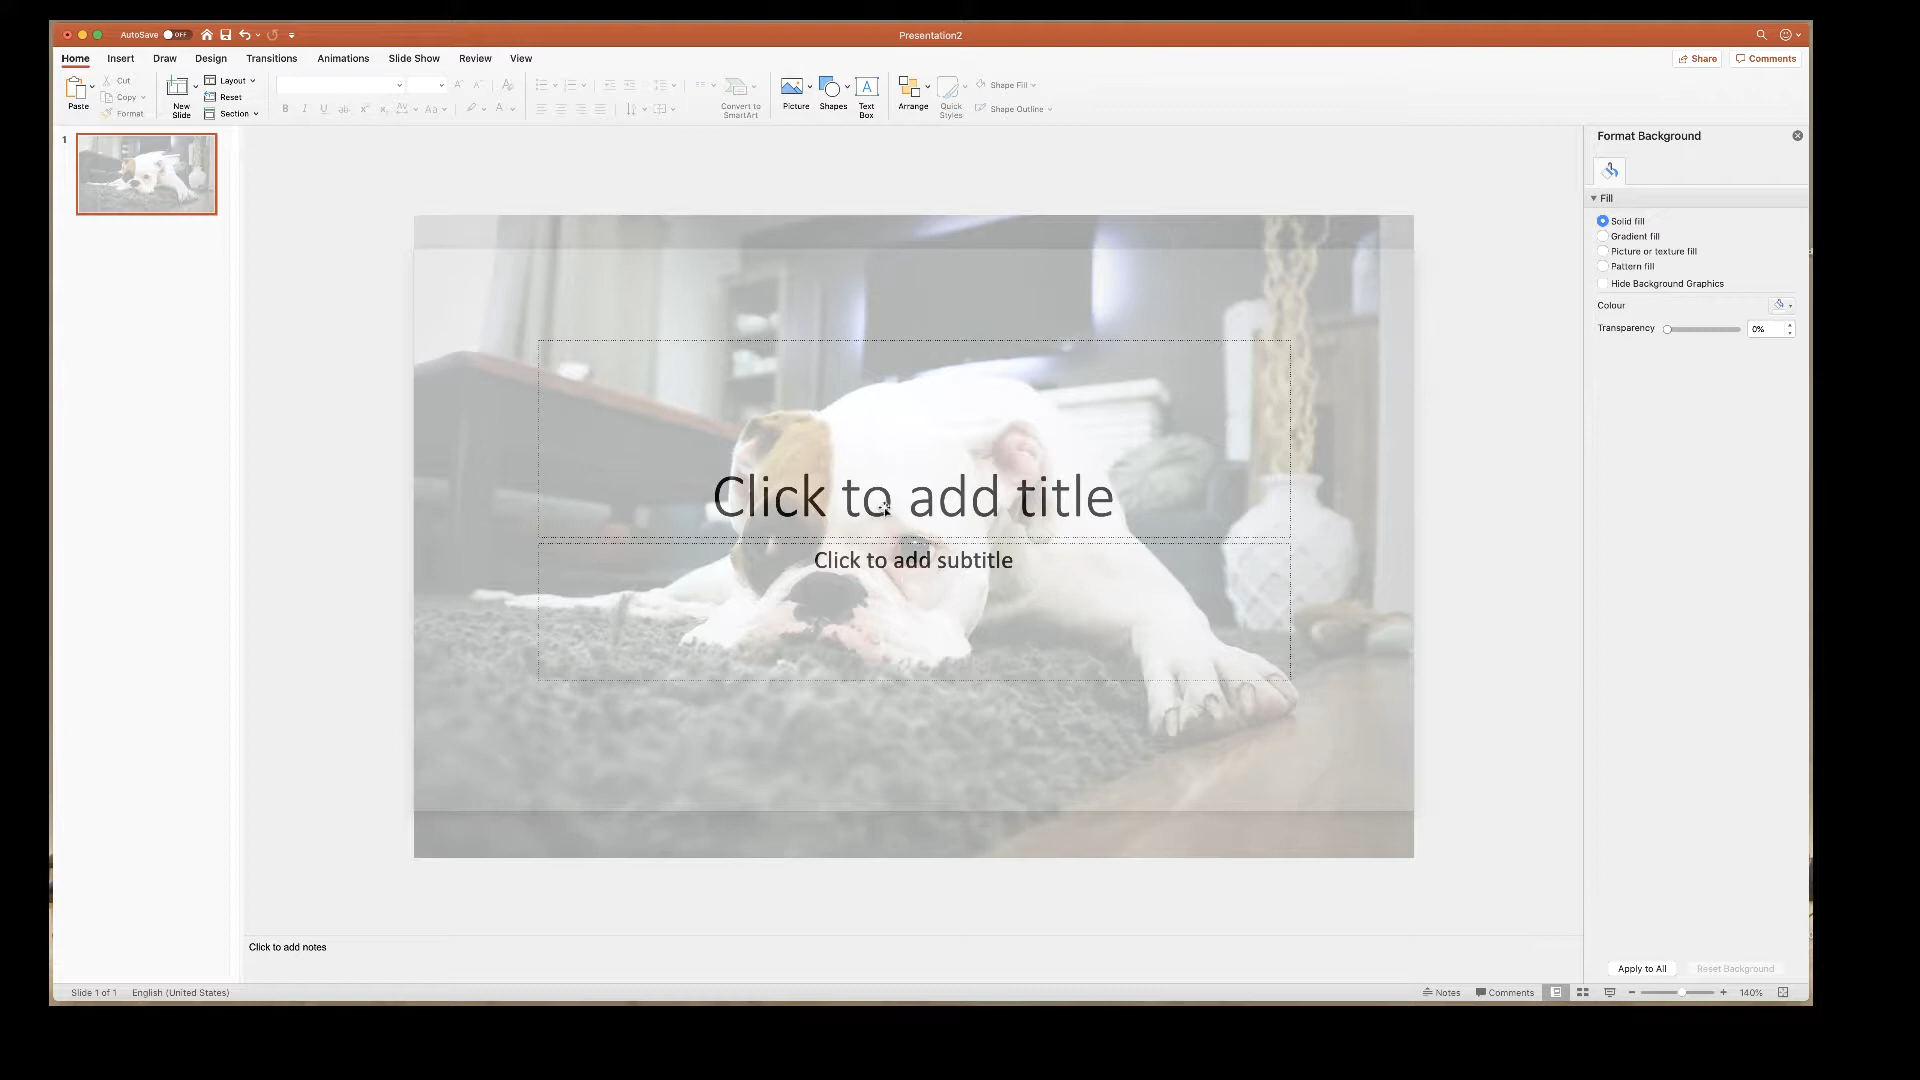 AutoSave OFF
Presentation2
Home Insert Draw Design Transitions Animations Slide Show Review View
Share Comments
Paste
Cut
Copy
Format
New Slide
Layout
Reset
Section
Convert to SmartArt
Picture
Shapes
Text Box
Arrange
Quick Styles
Shape Fill
Shape Outline
1
Click to add title
Click to add subtitle
Format Background
Fill
Solid fill
Gradient fill
Picture or texture fill
Pattern fill
Hide Background Graphics
Colour
Transparency 0%
Click to add notes
Apply to All Reset Background
Slide 1 of 1 English (United States) Notes Comments 140%